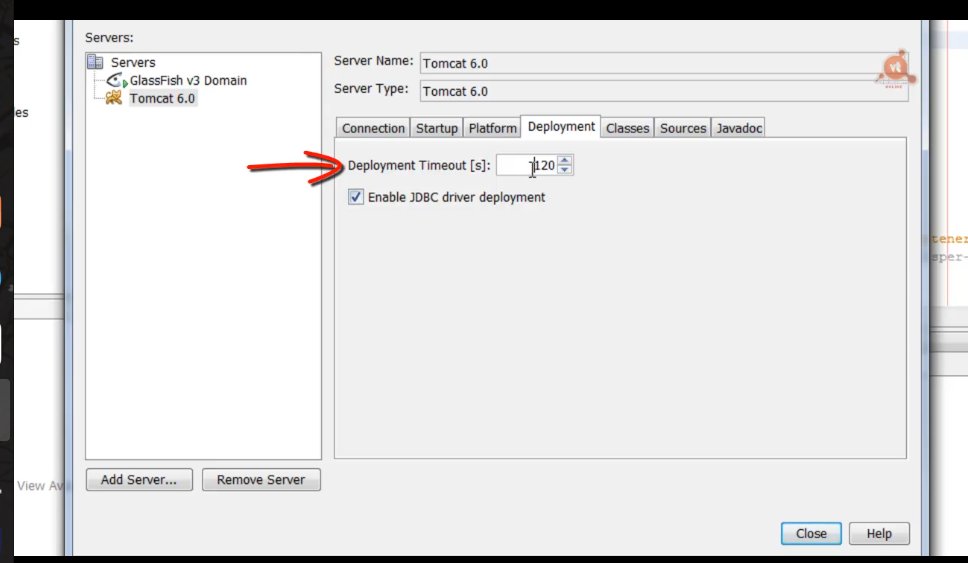 Servers:
Servers
GlassFish v3 Domain
Tomcat 6.0
Server Name: Tomcat 6.0
Server Type: Tomcat 6.0
Connection Startup Platform Deployment Classes Sources Javadoc
Deployment Timeout [s]: 120
Enable JDBC driver deployment
Add Server... Remove Server
Close Help
s
es
View Av
tener
sper-
vt